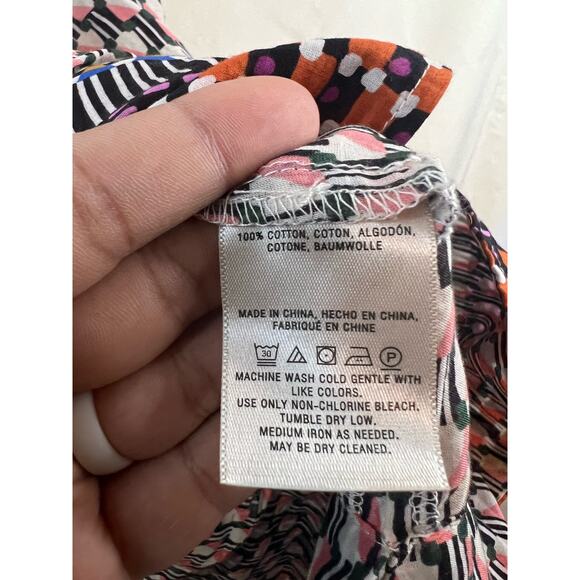 100% COTTON, COTON, ALGODÓN,
COTONE, BAUMWOLLE
MADE IN CHINA, HECHO EN CHINA,
FABRIQUÉ EN CHINE
30 P
MACHINE WASH COLD GENTLE WITH
LIKE COLORS.
USE ONLY NON-CHLORINE BLEACH.
TUMBLE DRY LOW.
MEDIUM IRON AS NEEDED.
MAY BE DRY CLEANED.